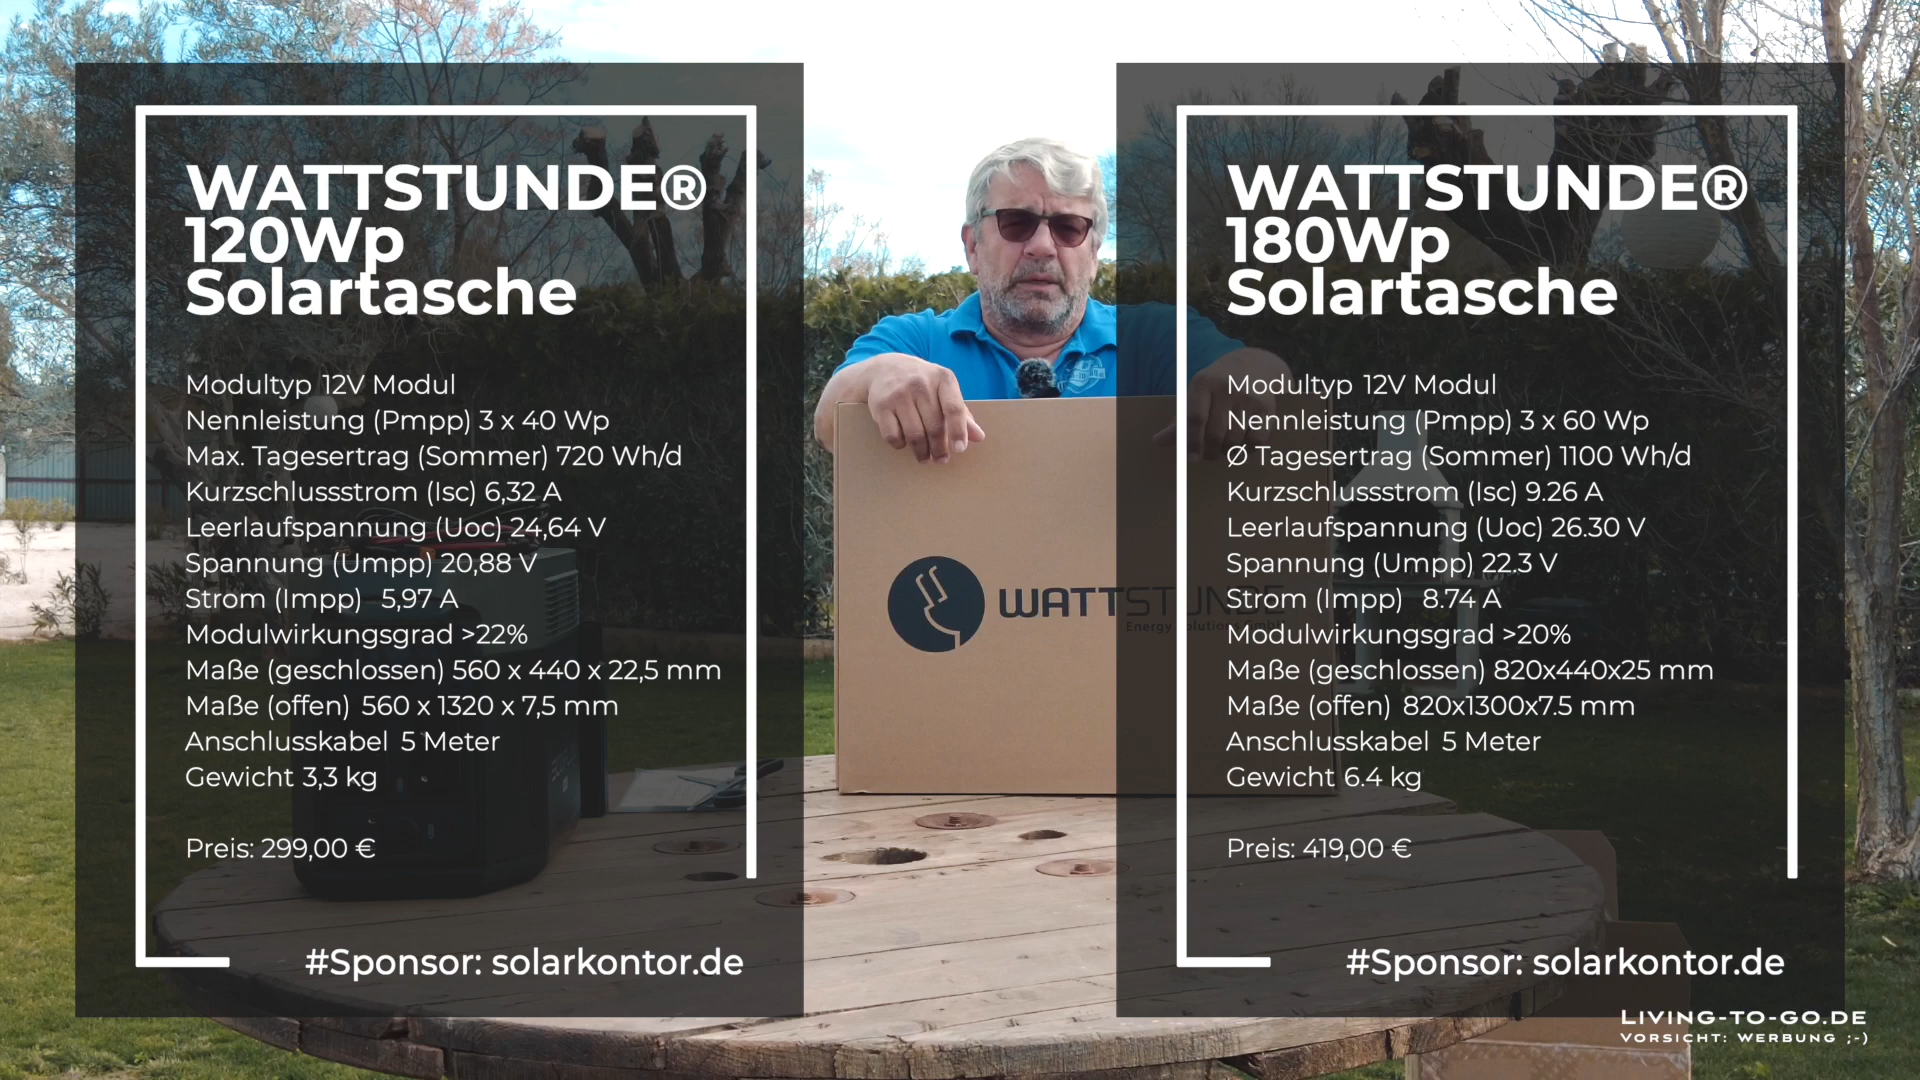 WATTSTUNDE®
120Wp
Solartasche
Modultyp 12V Modul
Nennleistung (Pmpp) 3 x 40 Wp
Max. Tagesertrag (Sommer) 720 Wh/d
Kurzschlussstrom (Isc) 6,32 A
Leerlaufspannung (Uoc) 24,64 V
Spannung (Umpp) 20,88 V
Strom (Impp) 5,97 A
Modulwirkungsgrad >22%
Maße (geschlossen) 560 x 440 x 22,5 mm
Maße (offen) 560 x 1320 x 7,5 mm
Anschlusskabel 5 Meter
Gewicht 3,3 kg
Preis: 299,00 €
#Sponsor: solarkontor.de
WATTSTUNDE
Energy Solutions GmbH
WATTSTUNDE®
180Wp
Solartasche
Modultyp 12V Modul
Nennleistung (Pmpp) 3 x 60 Wp
Ø Tagesertrag (Sommer) 1100 Wh/d
Kurzschlussstrom (Isc) 9.26 A
Leerlaufspannung (Uoc) 26.30 V
Spannung (Umpp) 22.3 V
Strom (Impp) 8.74 A
Modulwirkungsgrad >20%
Maße (geschlossen) 820x440x25 mm
Maße (offen) 820x1300x7.5 mm
Anschlusskabel 5 Meter
Gewicht 6.4 kg
Preis: 419,00 €
#Sponsor: solarkontor.de
LIVING-TO-GO.DE
VORSICHT: WERBUNG ;-)